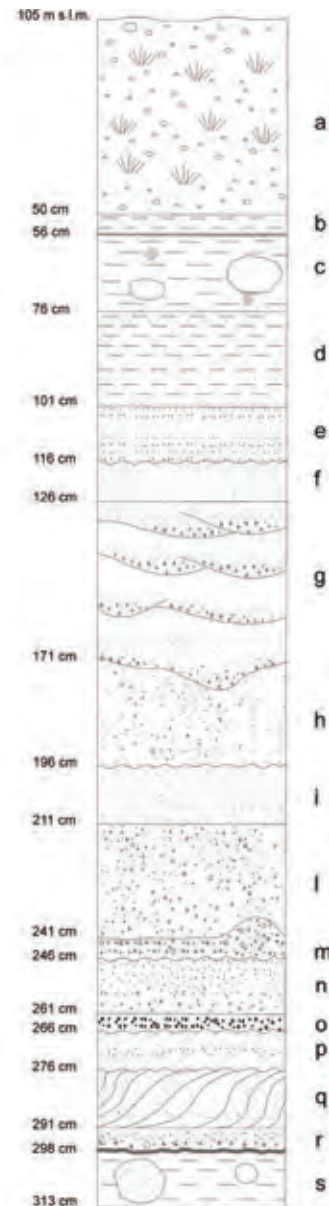 105 m s.l.m.
a
50 cm
b
56 cm
c
76 cm
d
101 cm
e
116 cm
f
126 cm
g
171 cm
h
196 cm
i
211 cm
l
241 cm
m
246 cm
n
261 cm
o
266 cm
p
276 cm
q
291 cm
r
298 cm
s
313 cm